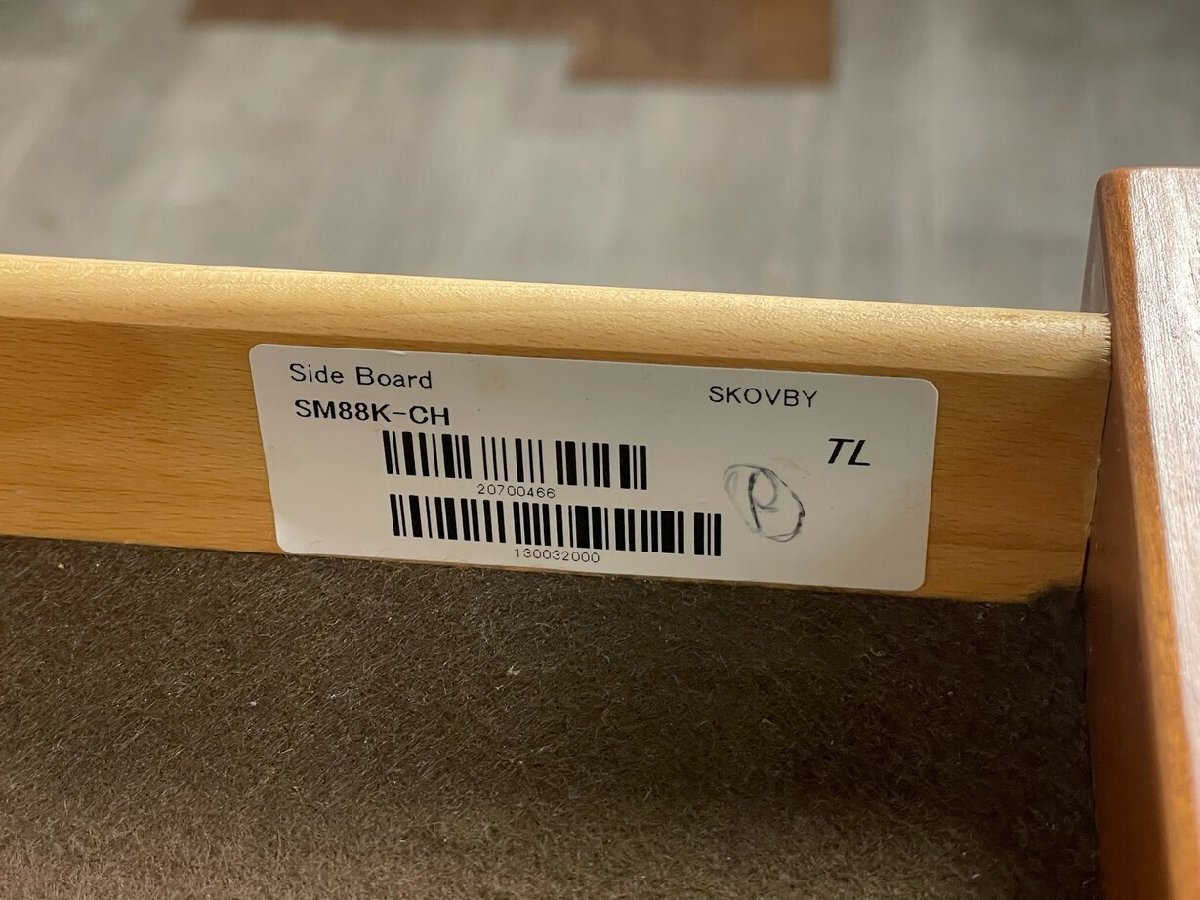 Side Board
SKOVBY
SM88K-CH
TL
20700466
P
130032000